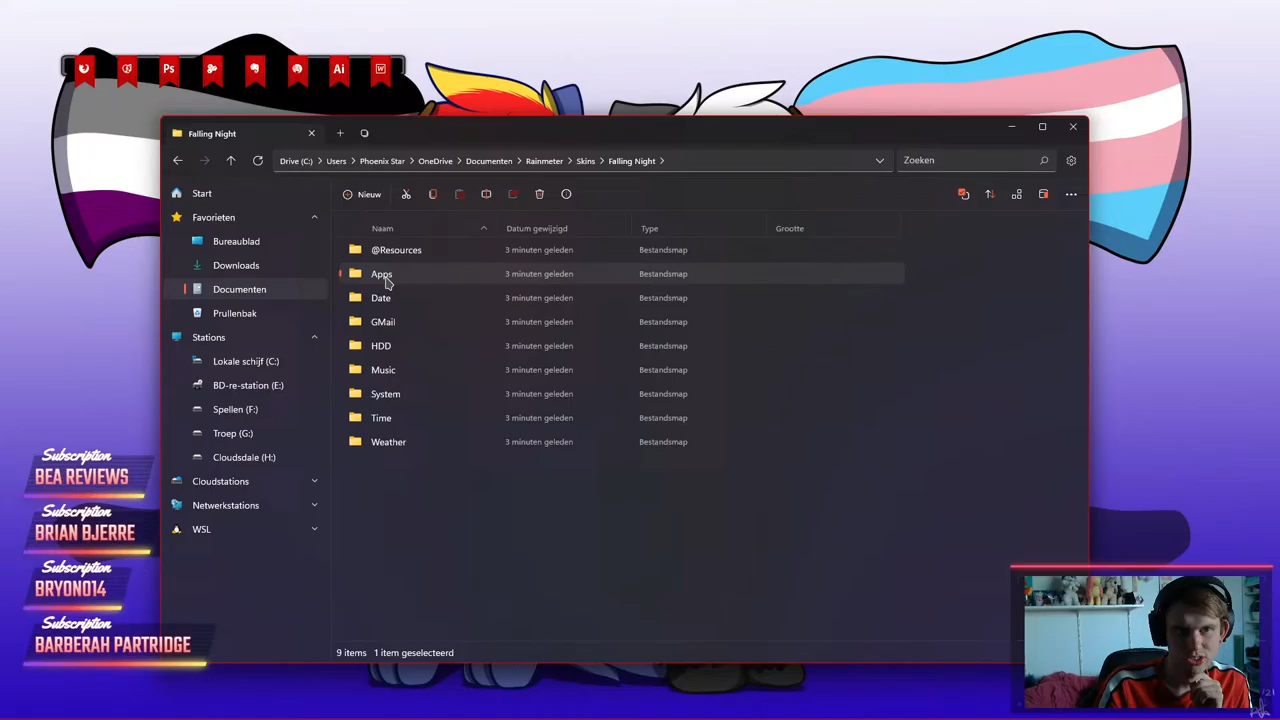 Ps
Ai
W
Falling Night
Drive (C:) > Users > Phoenix Star > OneDrive > Documenten > Rainmeter > Skins > Falling Night >
Zoeken
Nieuw
Start
Favorieten
Bureaublad
Downloads
Documenten
Prullenbak
Stations
Lokale schijf (C:)
BD-re-station (E:)
Spellen (F:)
Troep (G:)
Cloudsdale (H:)
Cloudstations
Netwerkstations
WSL
Naam Datum gewijzigd Type Grootte
@Resources 3 minuten geleden Bestandsmap
Apps 3 minuten geleden Bestandsmap
Date 3 minuten geleden Bestandsmap
GMail 3 minuten geleden Bestandsmap
HDD 3 minuten geleden Bestandsmap
Music 3 minuten geleden Bestandsmap
System 3 minuten geleden Bestandsmap
Time 3 minuten geleden Bestandsmap
Weather 3 minuten geleden Bestandsmap
9 items 1 item geselecteerd
Subscription
BEA REVIEWS
Subscription
BRIAN BJERRE
Subscription
BRYONO14
Subscription
BARBERAH PARTRIDGE